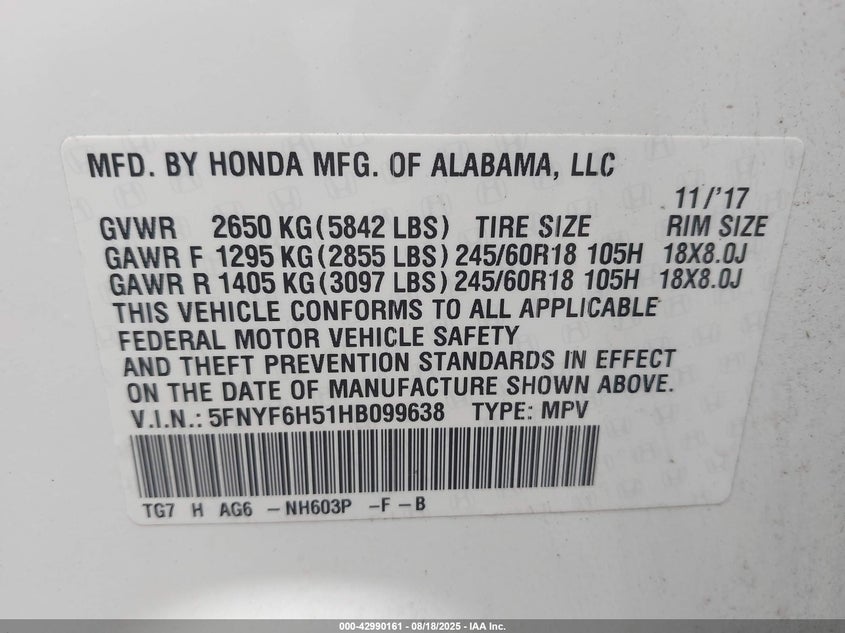 MFD. BY HONDA MFG. OF ALABAMA, LLC
11/'17
GVWR 2650 KG (5842 LBS) TIRE SIZE RIM SIZE
GAWR F 1295 KG (2855 LBS) 245/60R18 105H 18X8.0J
GAWR R 1405 KG (3097 LBS) 245/60R18 105H 18X8.0J
THIS VEHICLE CONFORMS TO ALL APPLICABLE
FEDERAL MOTOR VEHICLE SAFETY
AND THEFT PREVENTION STANDARDS IN EFFECT
ON THE DATE OF MANUFACTURE SHOWN ABOVE.
V.I.N.: 5FNYF6H51HB099638 TYPE: MPV
TG7 H AG6 -NH603P -F -B
000-42990161 - 08/18/2025 - IAA Inc.